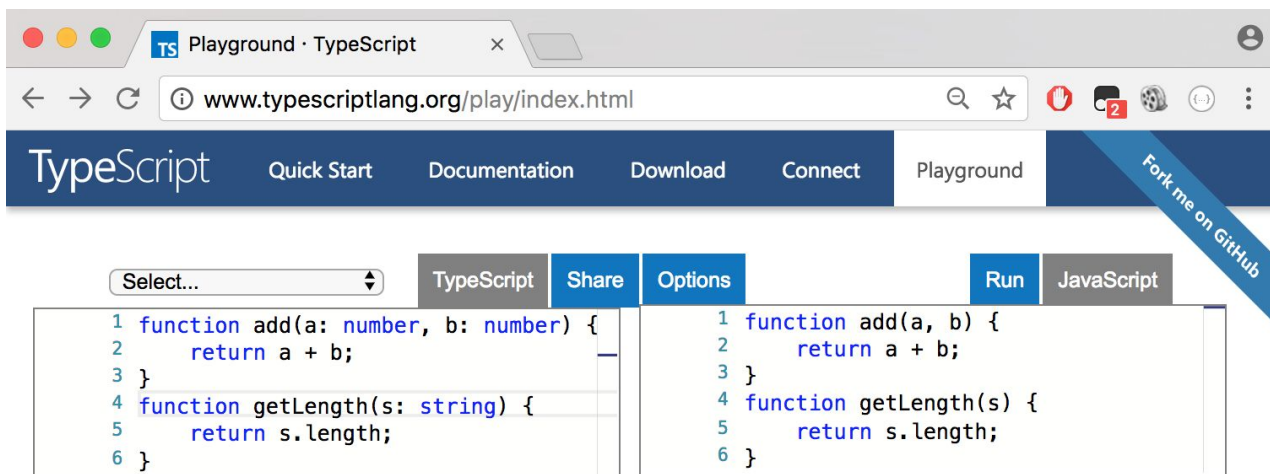 TS Playground · TypeScript
www.typescriptlang.org/play/index.html
2
TypeScript Quick Start Documentation Download Connect Playground
Fork me on GitHub
Select... TypeScript Share Options Run JavaScript
1 function add(a: number, b: number) {
2     return a + b;
3 }
4 function getLength(s: string) {
5     return s.length;
6 }
1 function add(a, b) {
2     return a + b;
3 }
4 function getLength(s) {
5     return s.length;
6 }